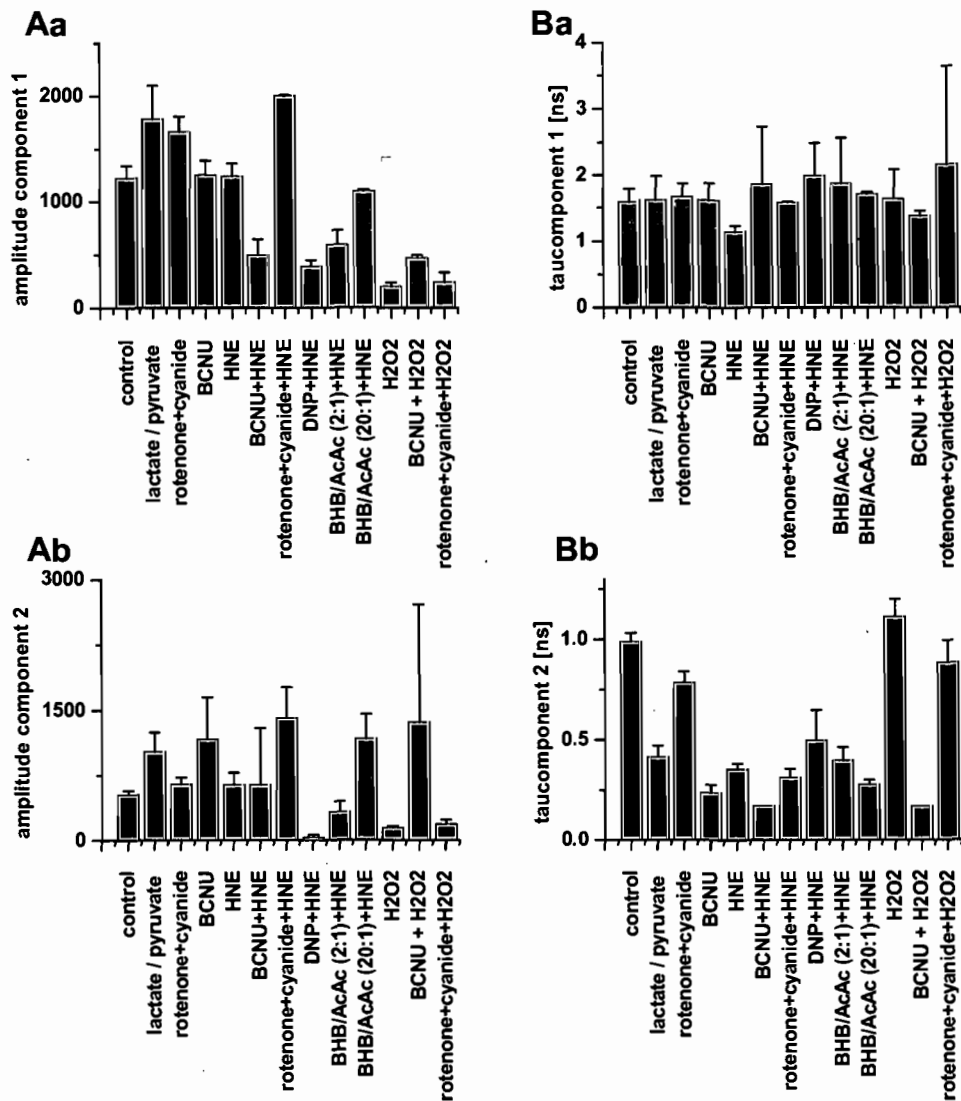 Aa
amplitude component 1
2000
1000
0
control
lactate / pyruvate
rotenone+cyanide
BCNU
HNE
BCNU+HNE
rotenone+cyanide+HNE
DNP+HNE
BHB/AcAc (2:1)+HNE
BHB/AcAc (20:1)+HNE
H2O2
BCNU + H2O2
rotenone+cyanide+H2O2
Ba
taucomponent 1 [ns]
4
3
2
1
0
control
lactate / pyruvate
rotenone+cyanide
BCNU
HNE
BCNU+HNE
rotenone+cyanide+HNE
DNP+HNE
BHB/AcAc (2:1)+HNE
BHB/AcAc (20:1)+HNE
H2O2
BCNU + H2O2
rotenone+cyanide+H2O2
Ab
amplitude component 2
3000
1500
0
control
lactate / pyruvate
rotenone+cyanide
BCNU
HNE
BCNU+HNE
rotenone+cyanide+HNE
DNP+HNE
BHB/AcAc (2:1)+HNE
BHB/AcAc (20:1)+HNE
H2O2
BCNU + H2O2
rotenone+cyanide+H2O2
Bb
taucomponent 2 [ns]
1.0
0.5
0.0
control
lactate / pyruvate
rotenone+cyanide
BCNU
HNE
BCNU+HNE
rotenone+cyanide+HNE
DNP+HNE
BHB/AcAc (2:1)+HNE
BHB/AcAc (20:1)+HNE
H2O2
BCNU + H2O2
rotenone+cyanide+H2O2